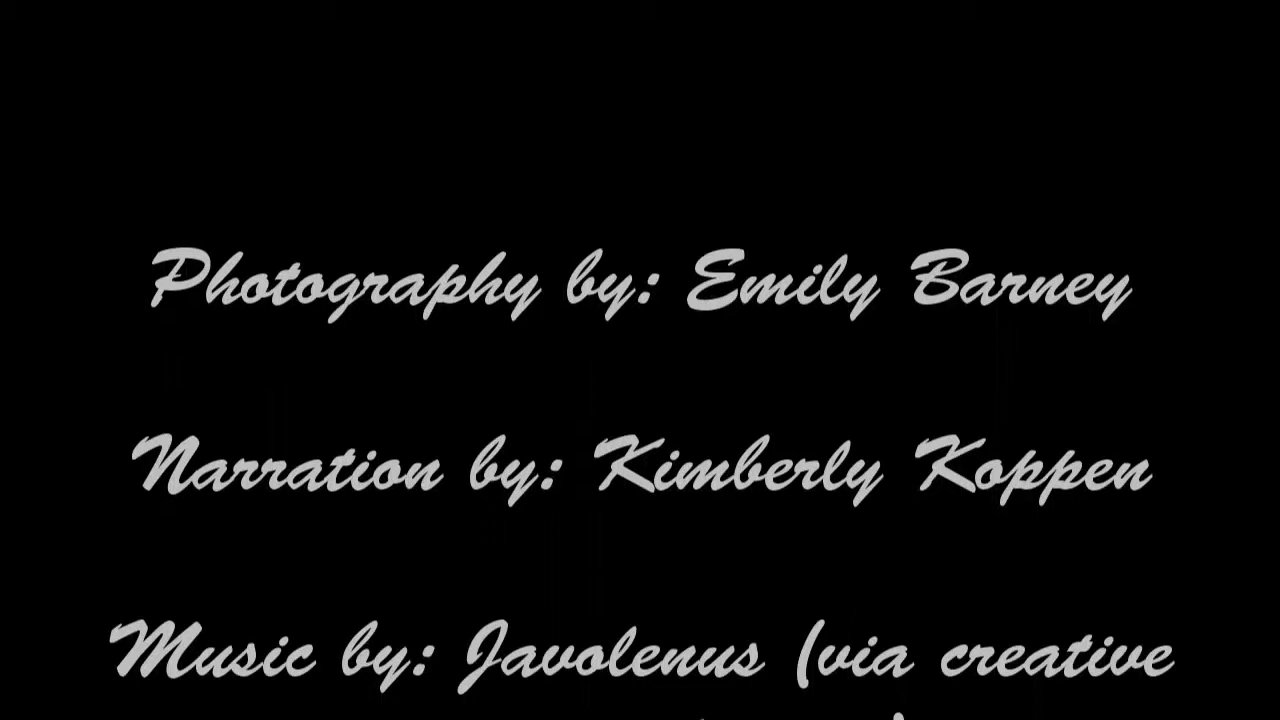 Photography by: Emily Barney
Narration by: Kimberly Koppen
Music by: Javolenus (via creative